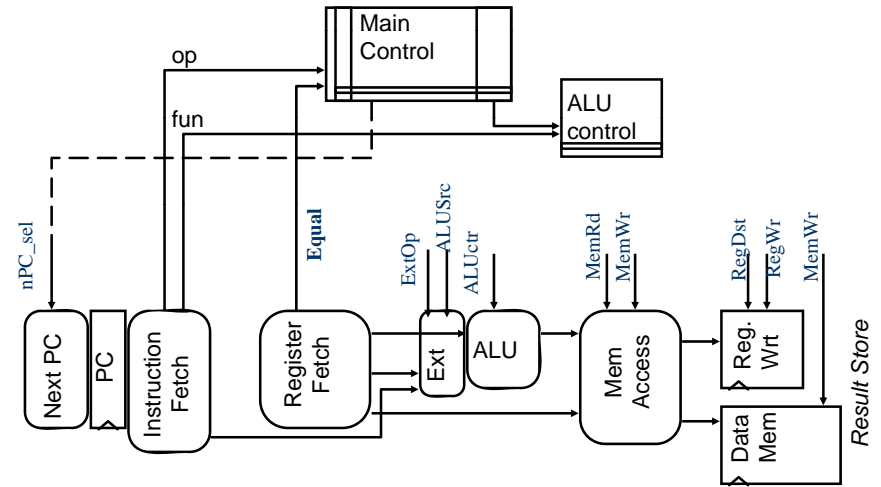 Main
Control
op
ALU
control
fun
nPC_sel
Equal
ExtOp
ALUSrc
ALUctr
MemRd
MemWr
RegDst
RegWr
MemWr
Next PC
PC
Instruction
Fetch
Register
Fetch
Ext
ALU
Mem
Access
Reg.
Wrt
Data
Mem
Result Store